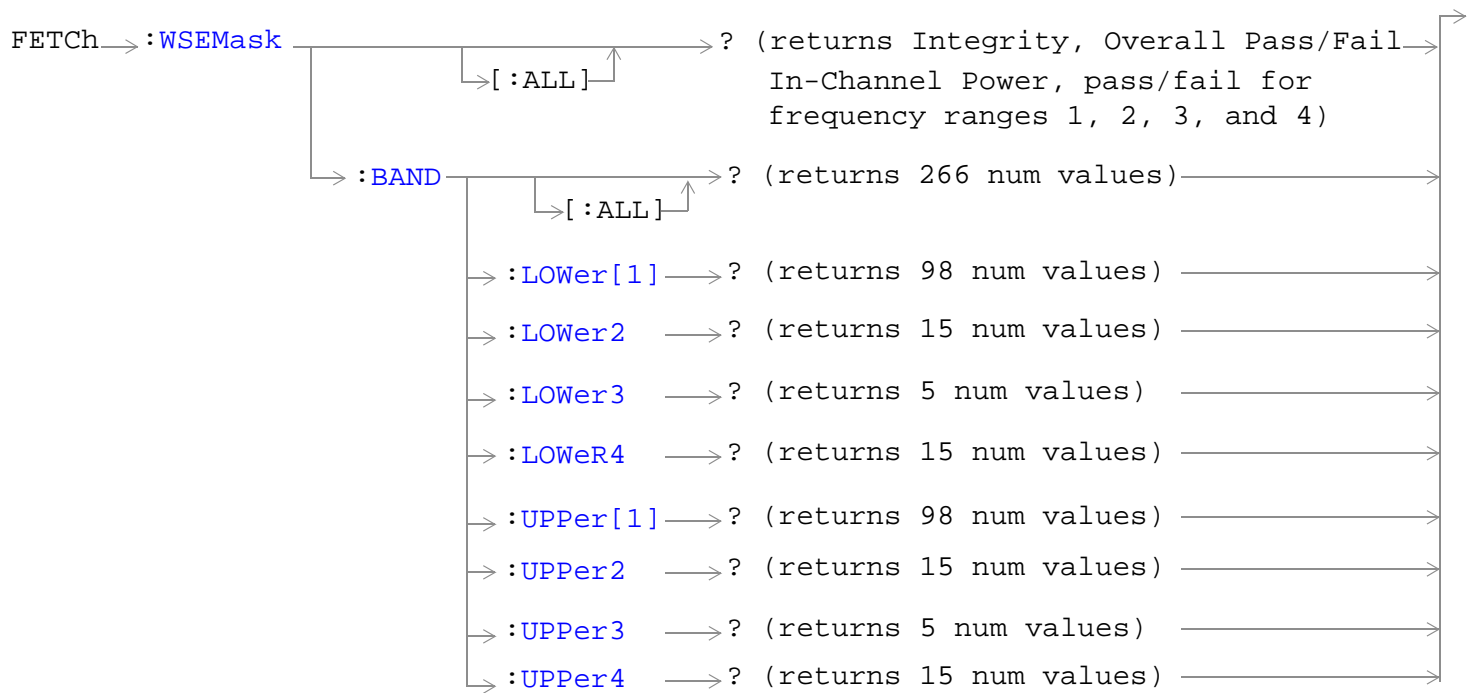 FETCh :WSEMask ? (returns Integrity, Overall Pass/Fail
[:ALL] In-Channel Power, pass/fail for
frequency ranges 1, 2, 3, and 4)
:BAND ? (returns 266 num values)
[:ALL]
:LOWer[1] ? (returns 98 num values)
:LOWer2 ? (returns 15 num values)
:LOWer3 ? (returns 5 num values)
:LOWeR4 ? (returns 15 num values)
:UPPer[1] ? (returns 98 num values)
:UPPer2 ? (returns 15 num values)
:UPPer3 ? (returns 5 num values)
:UPPer4 ? (returns 15 num values)